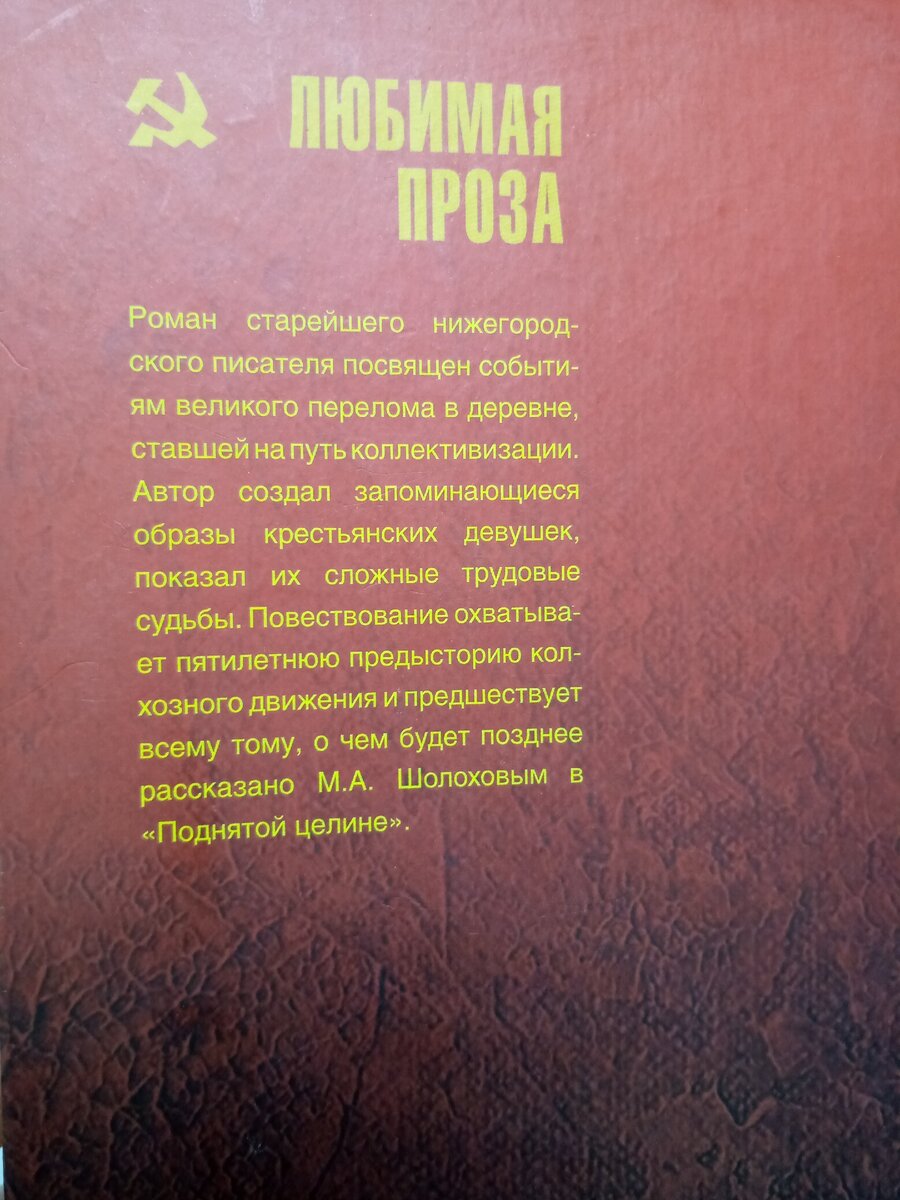 ЛЮБИМАЯ
ПРОЗА
Роман старейшего нижегород-
ского писателя посвящен событи-
ям великого перелома в деревне,
ставшей на путь коллективизации.
Автор создал запоминающиеся
образы крестьянских девушек,
показал их сложные трудовые
судьбы. Повествование охватыва-
ет пятилетнюю предысторию кол-
хозного движения и предшествует
всему тому, о чем будет позднее
рассказано М.А. Шолоховым в
«Поднятой целине».